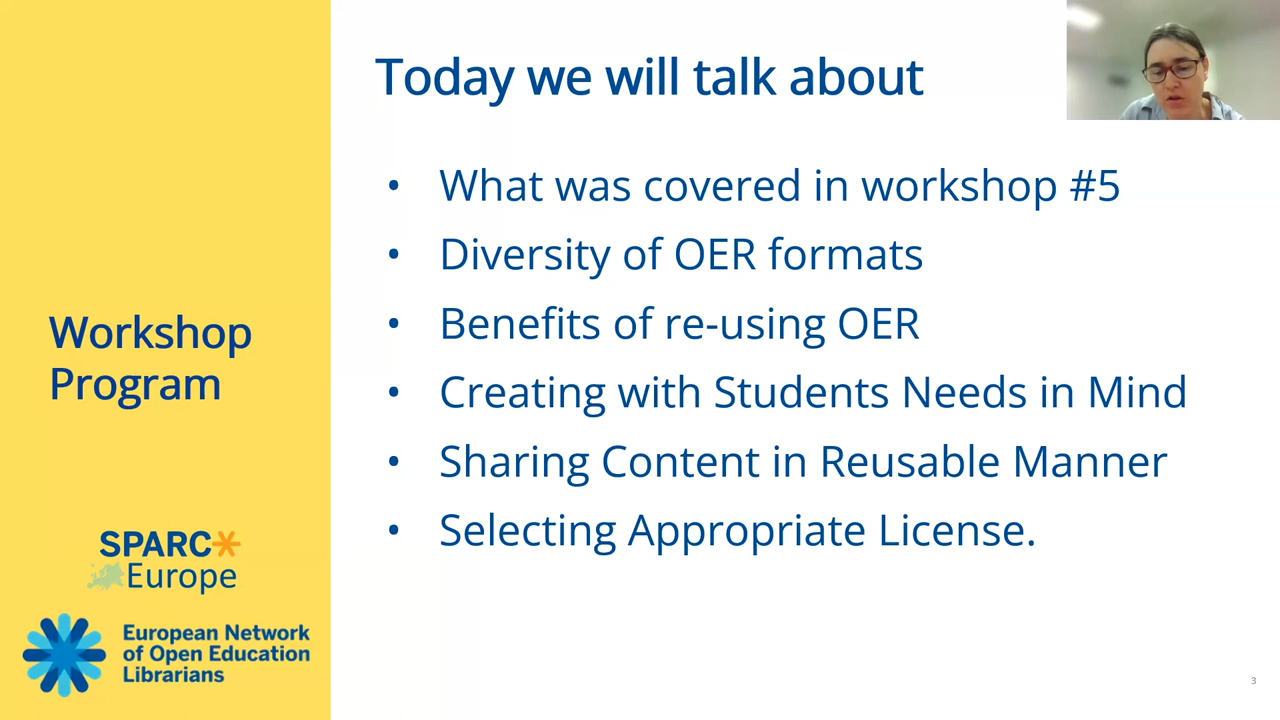 Today we will talk about
• What was covered in workshop #5
• Diversity of OER formats
• Benefits of re-using OER
• Creating with Students Needs in Mind
• Sharing Content in Reusable Manner
• Selecting Appropriate License.
Workshop
Program
SPARC
Europe
European Network
of Open Education
Librarians
3